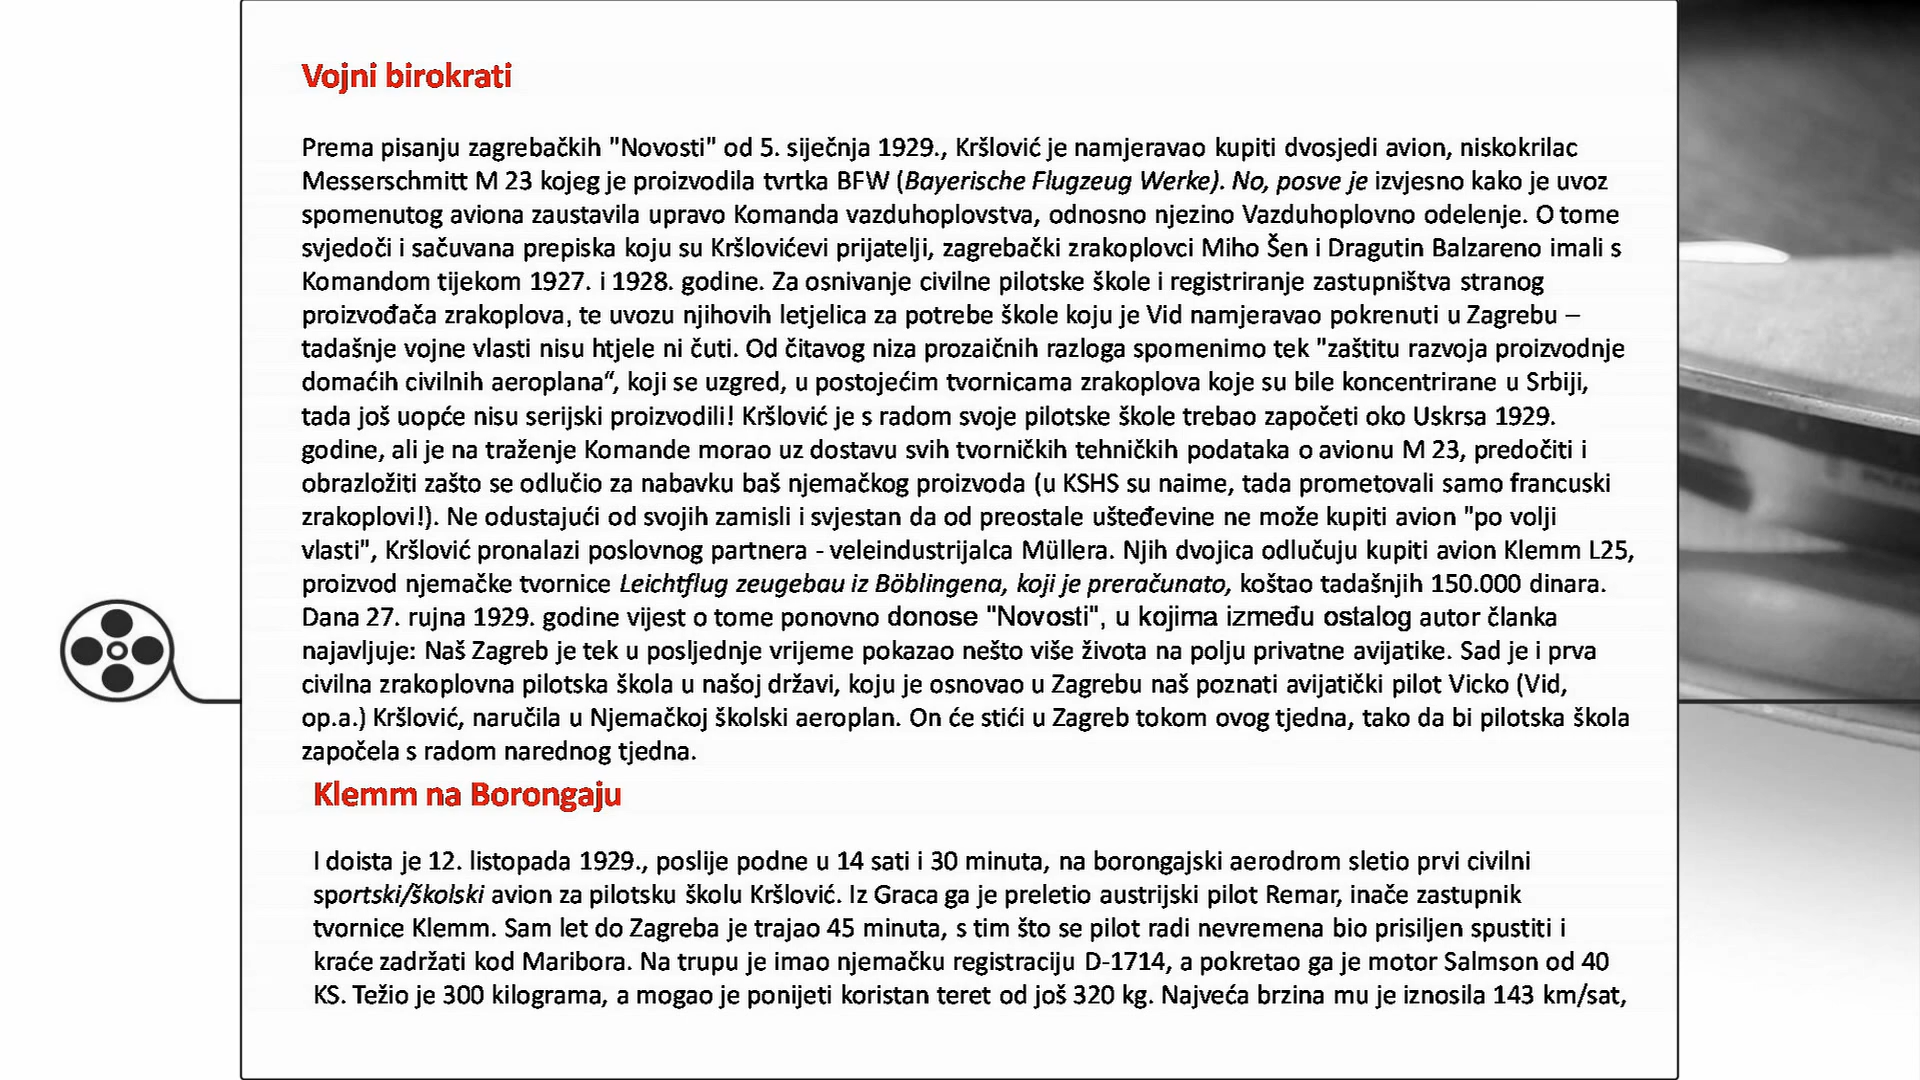 Vojni birokrati
Prema pisanju zagrebačkih "Novosti" od 5. siječnja 1929., Kršlović je namjeravao kupiti dvosjedi avion, niskokrilac
Messerschmitt M 23 kojeg je proizvodila tvrtka BFW (Bayerische Flugzeug Werke). No, posve je izvjesno kako je uvoz
spomenutog aviona zaustavila upravo Komanda vazduhoplovstva, odnosno njezino Vazduhoplovno odelenje. O tome
svjedoči i sačuvana prepiska koju su Kršlovićevi prijatelji, zagrebački zrakoplovci Miho Šen i Dragutin Balzareno imali s
Komandom tijekom 1927. i 1928. godine. Za osnivanje civilne pilotske škole i registriranje zastupništva stranog
proizvođača zrakoplova, te uvozu njihovih letjelica za potrebe škole koju je Vid namjeravao pokrenuti u Zagrebu –
tadašnje vojne vlasti nisu htjele ni čuti. Od čitavog niza prozaičnih razloga spomenimo tek "zaštitu razvoja proizvodnje
domaćih civilnih aeroplana“, koji se uzgred, u postojećim tvornicama zrakoplova koje su bile koncentrirane u Srbiji,
tada još uopće nisu serijski proizvodili! Kršlović je s radom svoje pilotske škole trebao započeti oko Uskrsa 1929.
godine, ali je na traženje Komande morao uz dostavu svih tvorničkih tehničkih podataka o avionu M 23, predočiti i
obrazložiti zašto se odlučio za nabavku baš njemačkog proizvoda (u KSHS su naime, tada prometovali samo francuski
zrakoplovi!). Ne odustajući od svojih zamisli i svjestan da od preostale ušteđevine ne može kupiti avion "po volji
vlasti", Kršlović pronalazi poslovnog partnera - veleindustrijalca Müllera. Njih dvojica odlučuju kupiti avion Klemm L25,
proizvod njemačke tvornice Leichtflug zeugebau iz Böblingena, koji je preračunato, koštao tadašnjih 150.000 dinara.
Dana 27. rujna 1929. godine vijest o tome ponovno donose "Novosti", u kojima između ostalog autor članka
najavljuje: Naš Zagreb je tek u posljednje vrijeme pokazao nešto više života na polju privatne avijatike. Sad je i prva
civilna zrakoplovna pilotska škola u našoj državi, koju je osnovao u Zagrebu naš poznati avijatički pilot Vicko (Vid,
op.a.) Kršlović, naručila u Njemačkoj školski aeroplan. On će stići u Zagreb tokom ovog tjedna, tako da bi pilotska škola
započela s radom narednog tjedna.
Klemm na Borongaju
I doista je 12. listopada 1929., poslije podne u 14 sati i 30 minuta, na borongajski aerodrom sletio prvi civilni
sportski/školski avion za pilotsku školu Kršlović. Iz Graca ga je preletio austrijski pilot Remar, inače zastupnik
tvornice Klemm. Sam let do Zagreba je trajao 45 minuta, s tim što se pilot radi nevremena bio prisiljen spustiti i
kraće zadržati kod Maribora. Na trupu je imao njemačku registraciju D-1714, a pokretao ga je motor Salmson od 40
KS. Težio je 300 kilograma, a mogao je ponijeti koristan teret od još 320 kg. Najveća brzina mu je iznosila 143 km/sat,